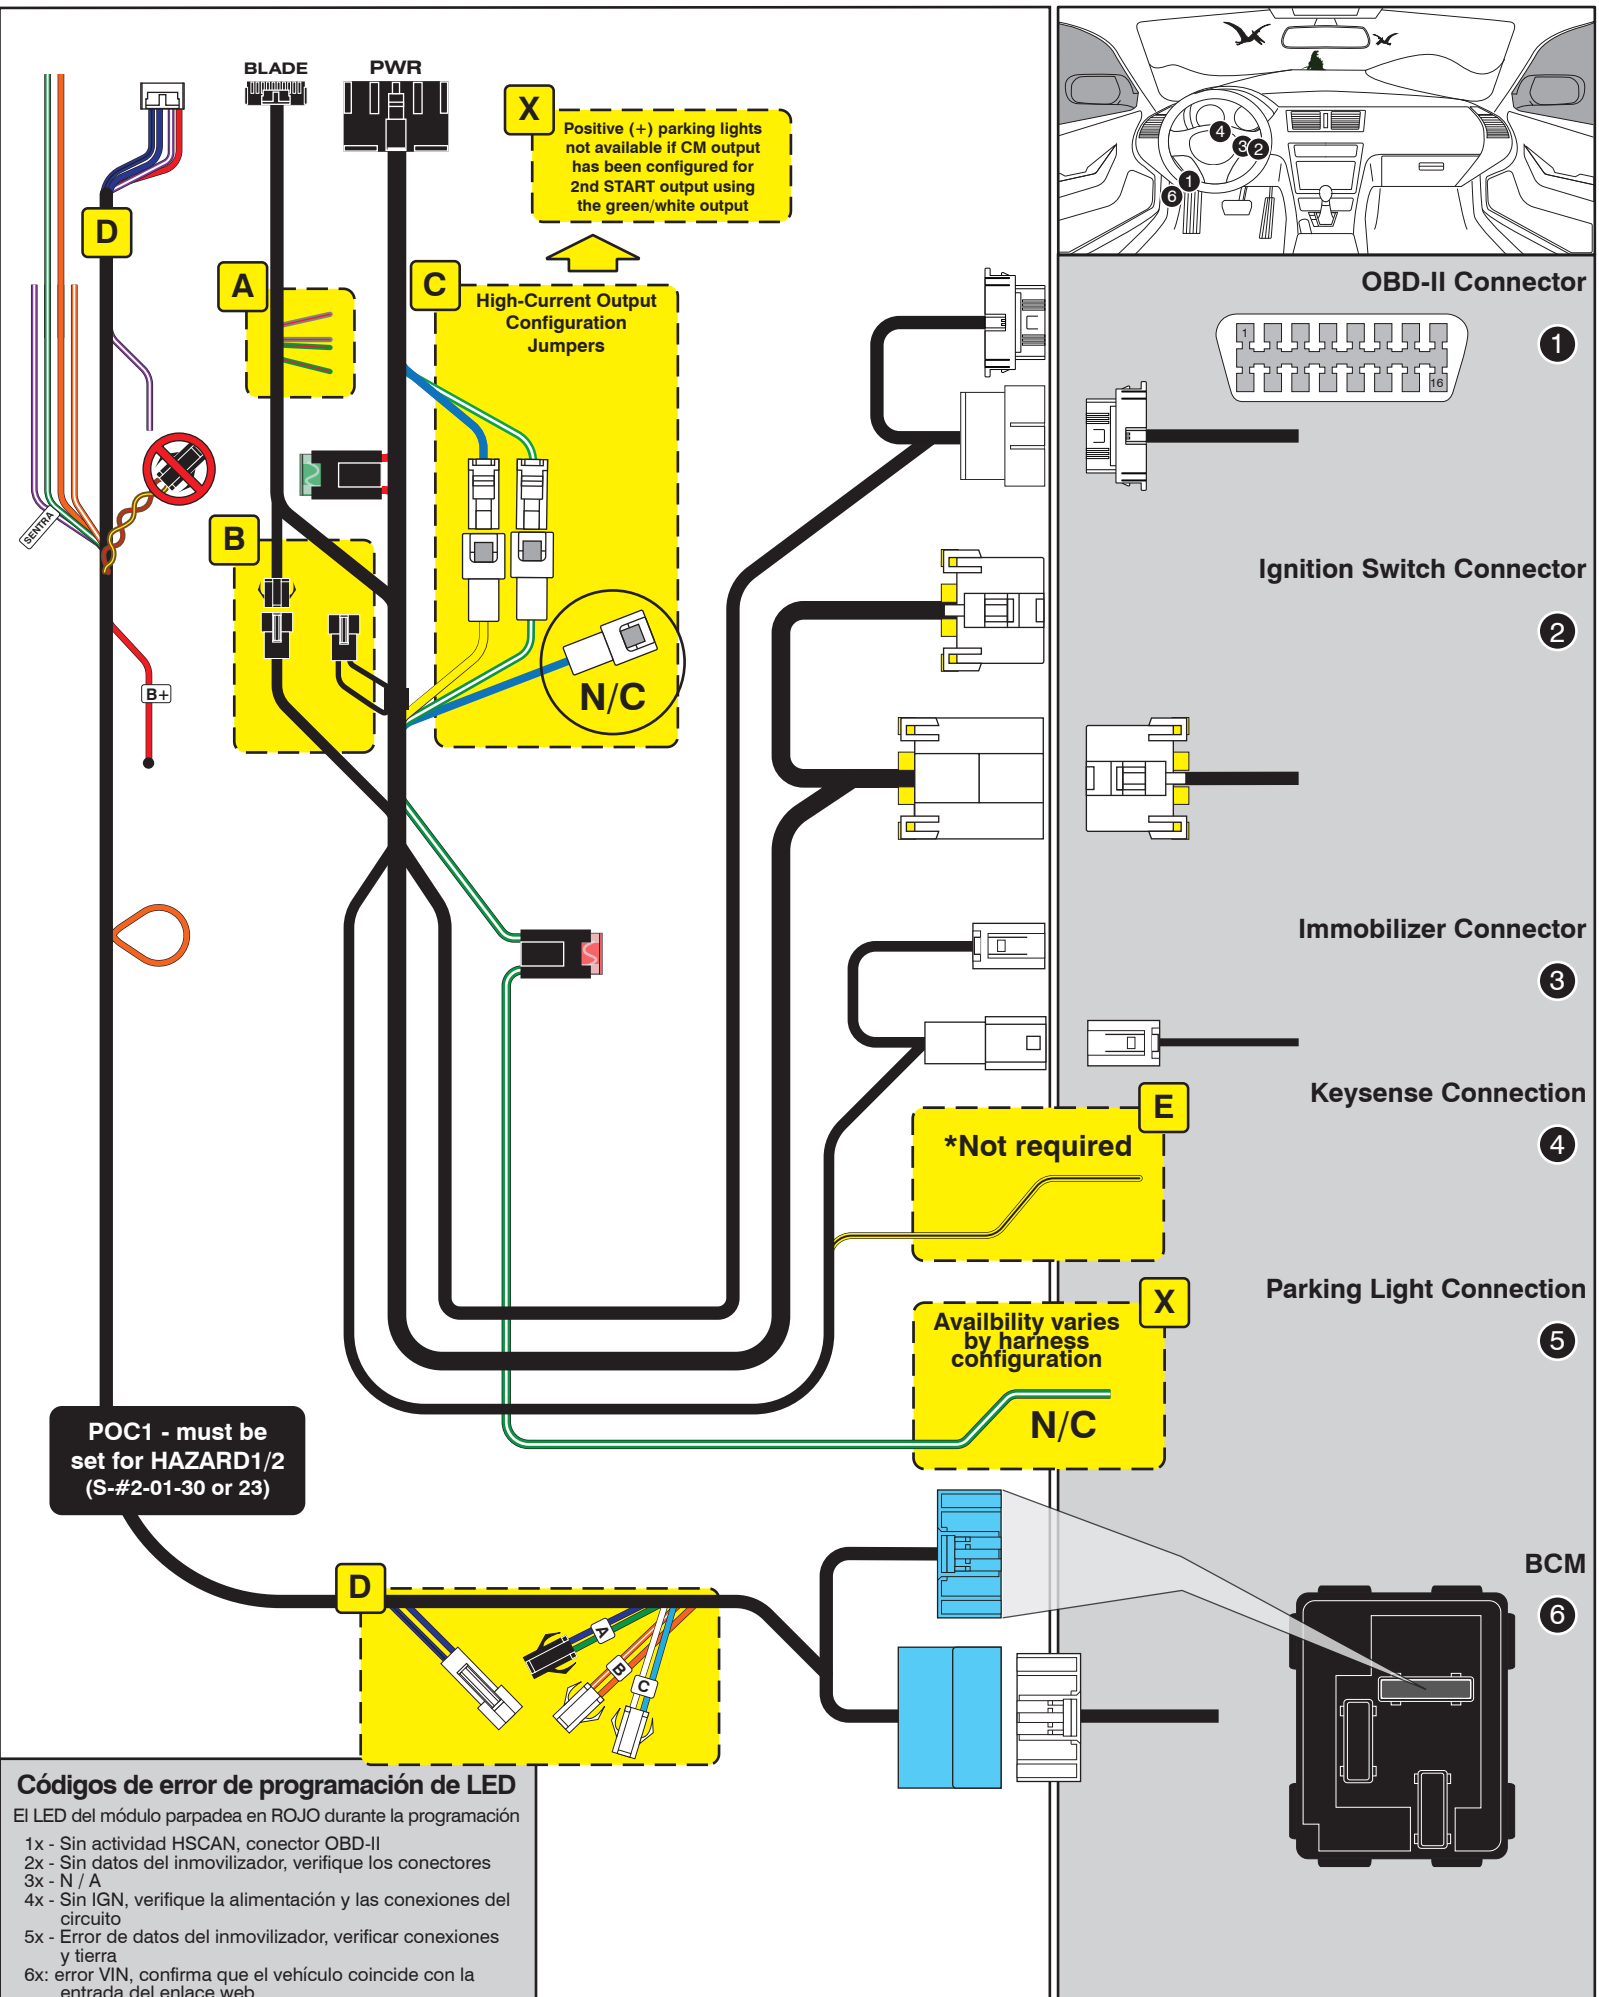 BLADE
PWR
X
Positive (+) parking lights
not available if CM output
has been configured for
2nd START output using
the green/white output
4
3
2
1
6
D
A
C
High-Current Output
Configuration
Jumpers
OBD-II Connector
1
1
16
SENTRA
B
Ignition Switch Connector
2
N/C
B+
Immobilizer Connector
3
Keysense Connection
4
E
*Not required
Parking Light Connection
5
X
Availbility varies
by harness
configuration
N/C
POC1 - must be
set for HAZARD1/2
(S-#2-01-30 or 23)
BCM
6
D
A
B
C
Códigos de error de programación de LED
El LED del módulo parpadea en ROJO durante la programación
1x - Sin actividad HSCAN, conector OBD-II
2x - Sin datos del inmovilizador, verifique los conectores
3x - N / A
4x - Sin IGN, verifique la alimentación y las conexiones del
circuito
5x - Error de datos del inmovilizador, verificar conexiones
y tierra
6x: error VIN, confirma que el vehículo coincide con la
entrada del enlace web